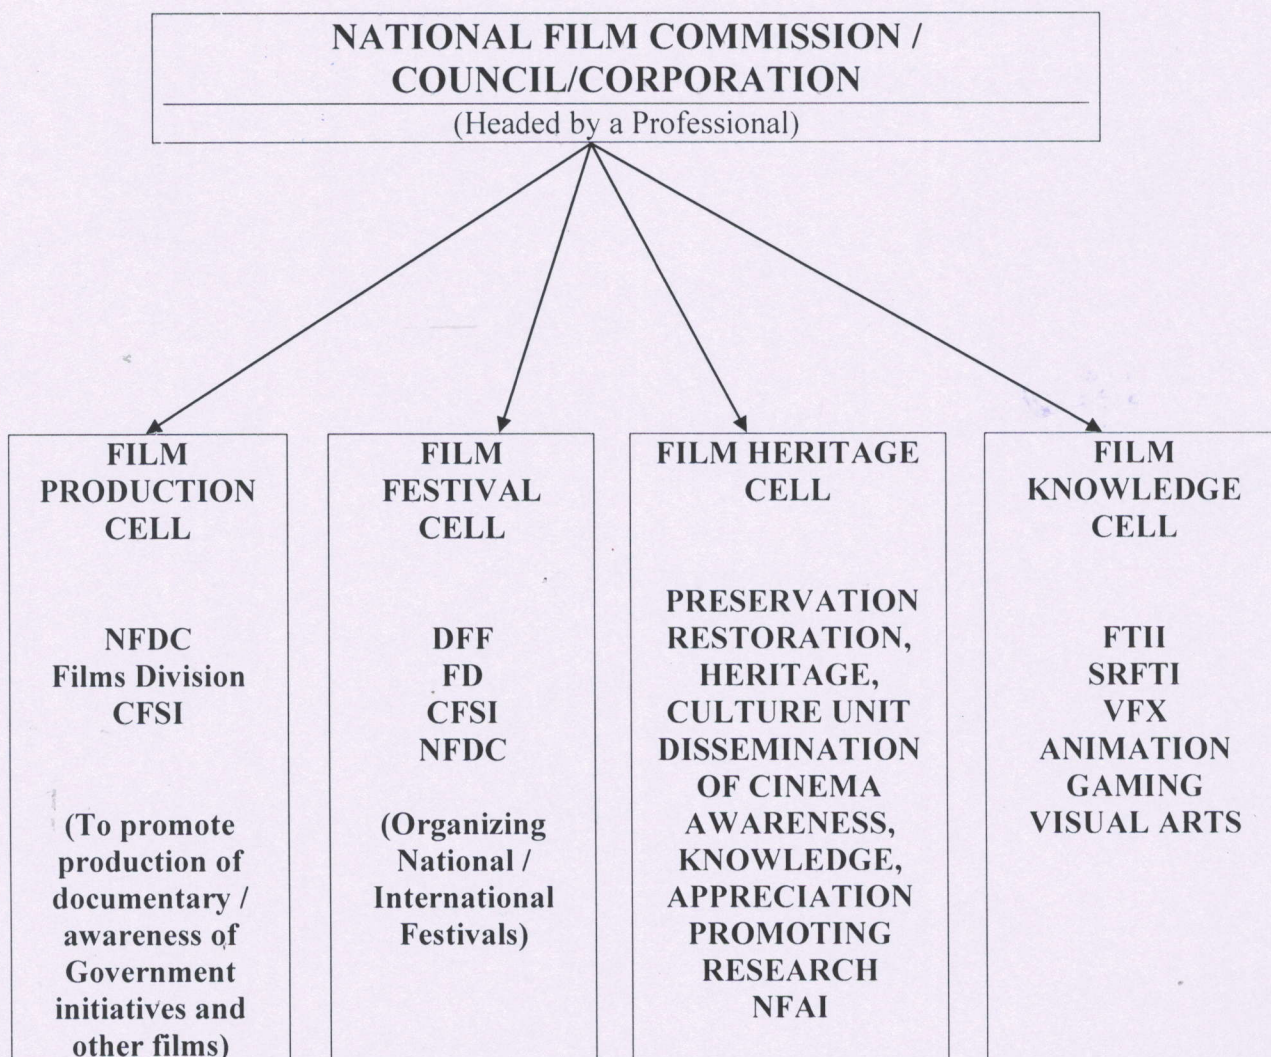 NATIONAL FILM COMMISSION /
COUNCIL/CORPORATION
(Headed by a Professional)
FILM
PRODUCTION
CELL
NFDC
Films Division
CFSI
(To promote
production of
documentary /
awareness of
Government
initiatives and
other films)
FILM
FESTIVAL
CELL
DFF
FD
CFSI
NFDC
(Organizing
National /
International
Festivals)
FILM HERITAGE
CELL
PRESERVATION
RESTORATION,
HERITAGE,
CULTURE UNIT
DISSEMINATION
OF CINEMA
AWARENESS,
KNOWLEDGE,
APPRECIATION
PROMOTING
RESEARCH
NFAI
FILM
KNOWLEDGE
CELL
FTII
SRFTI
VFX
ANIMATION
GAMING
VISUAL ARTS